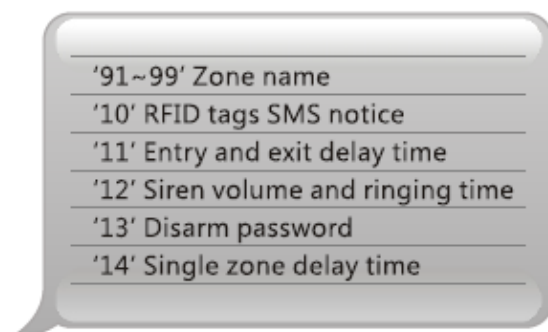 '91~99' Zone name
'10' RFID tags SMS notice
'11' Entry and exit delay time
'12' Siren volume and ringing time
'13' Disarm password
'14' Single zone delay time